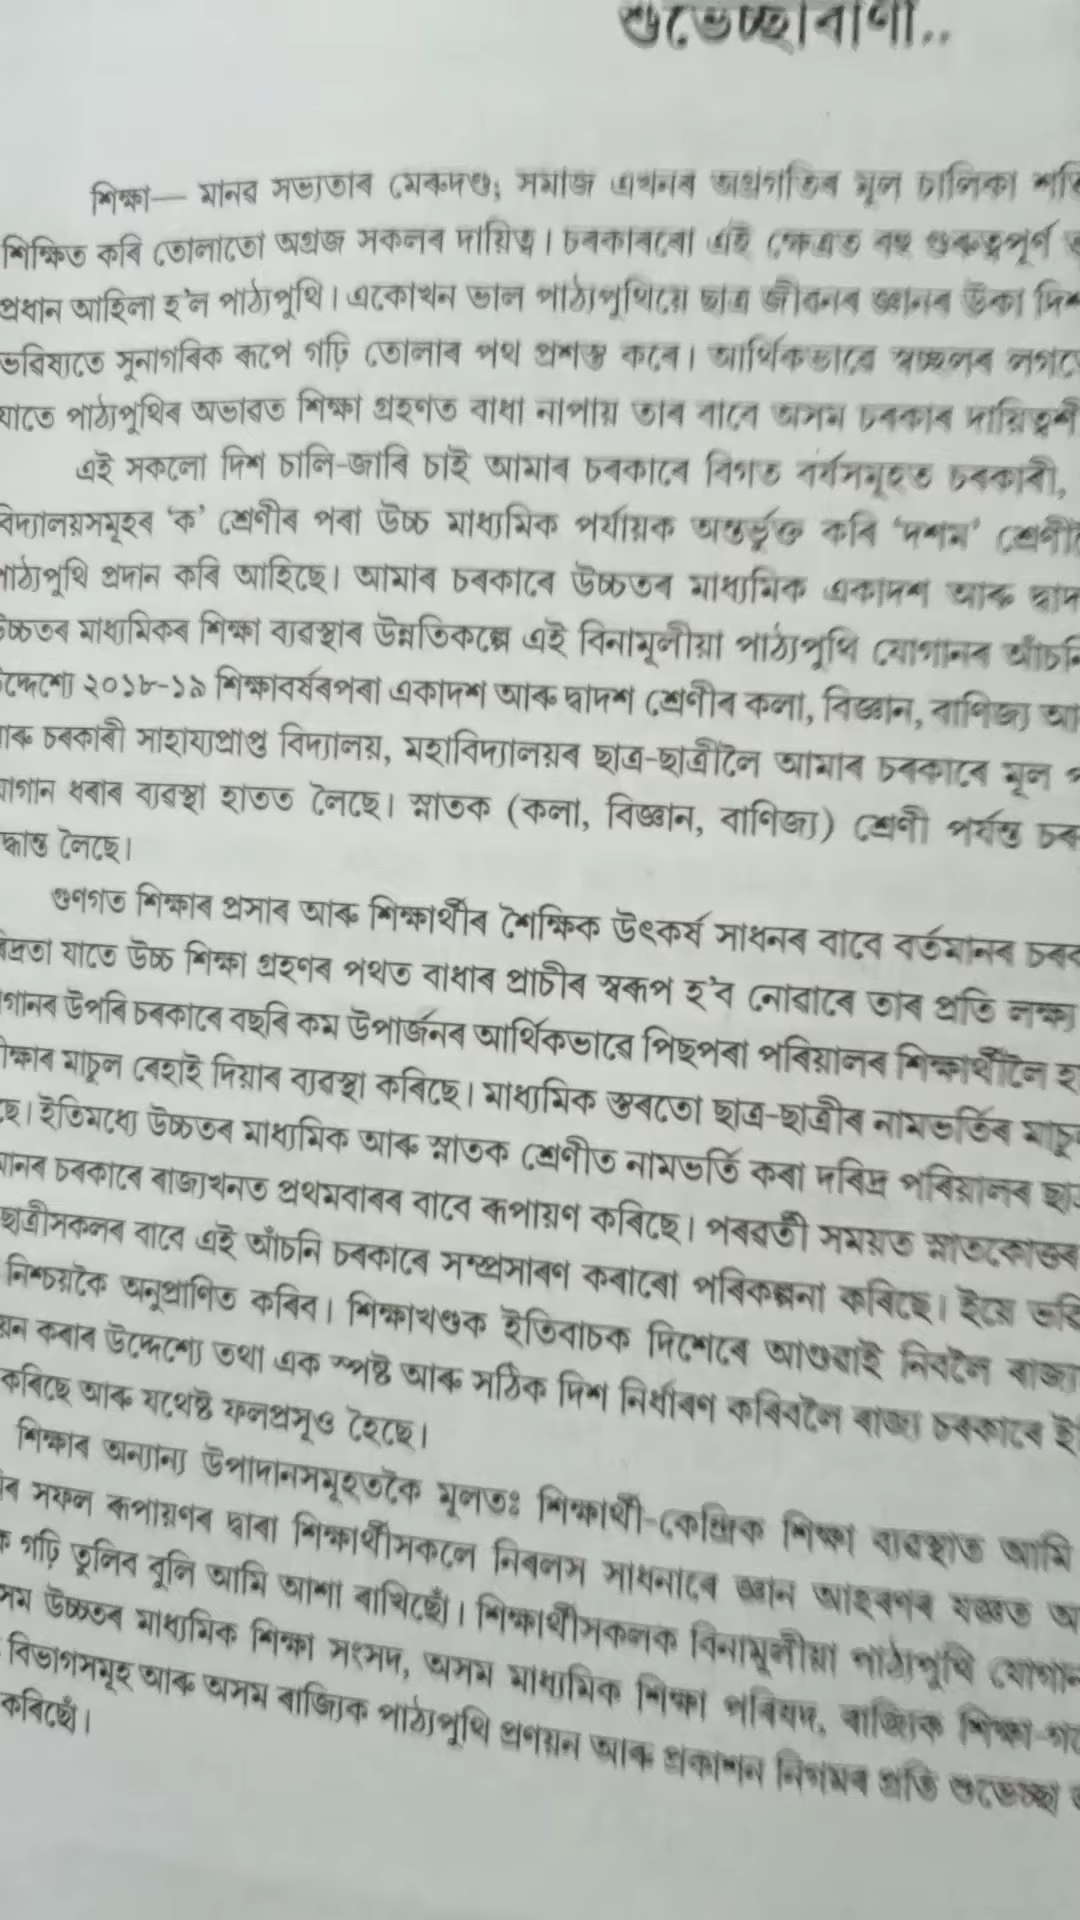 শুভেচ্ছাবাণী..
শিক্ষা— মানৱ সভ্যতাৰ মেৰুদণ্ড; সমাজ এখনৰ অগ্ৰগতিৰ মূল চালিকা
শিক্ষিত কৰি তোলাতো অগ্ৰজ সকলৰ দায়িত্ব। চৰকাৰৰো এই ক্ষেত্ৰত বহু গুৰুত্বপূৰ্ণ
প্ৰধান আহিলা হ'ল পাঠ্যপুথি। একোখন ভাল পাঠ্যপুথিয়ে ছাত্ৰ জীৱনৰ জ্ঞানৰ
ভৱিষ্যতে সুনাগৰিক ৰূপে গঢ়ি তোলাৰ পথ প্ৰশস্ত কৰে। আৰ্থিকভাৱে স্বচ্ছলৰ
যাতে পাঠ্যপুথিৰ অভাৱত শিক্ষা গ্ৰহণত বাধা নাপায় তাৰ বাবে অসম চৰকাৰ
এই সকলো দিশ চালি-জাৰি চাই আমাৰ চৰকাৰে বিগত বৰ্ষসমূহত চৰকাৰী,
বিদ্যালয়সমূহৰ 'ক' শ্ৰেণীৰ পৰা উচ্চ মাধ্যমিক পৰ্যায়ক অন্তৰ্ভুক্ত কৰি 'দশম'
পাঠ্যপুথি প্ৰদান কৰি আহিছে। আমাৰ চৰকাৰে উচ্চতৰ মাধ্যমিক একাদশ আৰু
উচ্চতৰ মাধ্যমিকৰ শিক্ষা ব্যৱস্থাৰ উন্নতিকল্পে এই বিনামূলীয়া পাঠ্যপুথি যোগানৰ
উদ্দেশ্যে ২০১৮-১৯ শিক্ষাবৰ্ষৰপৰা একাদশ আৰু দ্বাদশ শ্ৰেণীৰ কলা, বিজ্ঞান, বাণিজ্য
আৰু চৰকাৰী সাহায্যপ্ৰাপ্ত বিদ্যালয়, মহাবিদ্যালয়ৰ ছাত্ৰ-ছাত্ৰীলৈ আমাৰ চৰকাৰে মূল
যোগান ধৰাৰ ব্যৱস্থা হাতত লৈছে। স্নাতক (কলা, বিজ্ঞান, বাণিজ্য) শ্ৰেণী পৰ্যন্ত
লৈছে।
গুণগত শিক্ষাৰ প্ৰসাৰ আৰু শিক্ষাৰ্থীৰ শৈক্ষিক উৎকৰ্ষ সাধনৰ বাবে বৰ্তমানৰ
যাতে উচ্চ শিক্ষা গ্ৰহণৰ পথত বাধাৰ প্ৰাচীৰ স্বৰূপ হ'ব নোৱাৰে তাৰ প্ৰতি লক্ষ্য
উপৰি চৰকাৰে বছৰি কম উপাৰ্জনৰ আৰ্থিকভাৱে পিছপৰা পৰিয়ালৰ শিক্ষাৰ্থীলৈ
মাচুল ৰেহাই দিয়াৰ ব্যৱস্থা কৰিছে। মাধ্যমিক স্তৰতো ছাত্ৰ-ছাত্ৰীৰ নামভৰ্তিৰ
ইতিমধ্যে উচ্চতৰ মাধ্যমিক আৰু স্নাতক শ্ৰেণীত নামভৰ্তি কৰা দৰিদ্ৰ পৰিয়ালৰ
চৰকাৰে ৰাজ্যখনত প্ৰথমবাৰৰ বাবে ৰূপায়ণ কৰিছে। পৰৱৰ্তী সময়ত স্নাতকোত্তৰ
ছাত্ৰীসকলৰ বাবে এই আঁচনি চৰকাৰে সম্প্ৰসাৰণ কৰাৰো পৰিকল্পনা কৰিছে। ইয়ে
নিশ্চয়কৈ অনুপ্ৰাণিত কৰিব। শিক্ষাখণ্ডক ইতিবাচক দিশেৰে আগুৱাই নিবলৈ ৰাজ্য
কৰাৰ উদ্দেশ্যে তথা এক স্পষ্ট আৰু সঠিক দিশ নিৰ্ধাৰণ কৰিবলৈ ৰাজ্য চৰকাৰে
কৰিছে আৰু যথেষ্ট ফলপ্ৰসূও হৈছে।
শিক্ষাৰ অন্যান্য উপাদানসমূহতকৈ মূলতঃ শিক্ষাৰ্থী-কেন্দ্ৰিক শিক্ষা ব্যৱস্থাত আমি
সফল ৰূপায়ণৰ দ্বাৰা শিক্ষাৰ্থীসকলে নিৰলস সাধনাৰে জ্ঞান আহৰণৰ যজ্ঞত
গঢ়ি তুলিব বুলি আমি আশা ৰাখিছোঁ। শিক্ষাৰ্থীসকলক বিনামূলীয়া পাঠ্যপুথি
উচ্চতৰ মাধ্যমিক শিক্ষা সংসদ, অসম মাধ্যমিক শিক্ষা পৰিষদ, ৰাজ্যিক শিক্ষা
বিভাগসমূহ আৰু অসম ৰাজ্যিক পাঠ্যপুথি প্ৰণয়ন আৰু প্ৰকাশন নিগমৰ প্ৰতি শুভেচ্ছা
কৰিছোঁ।